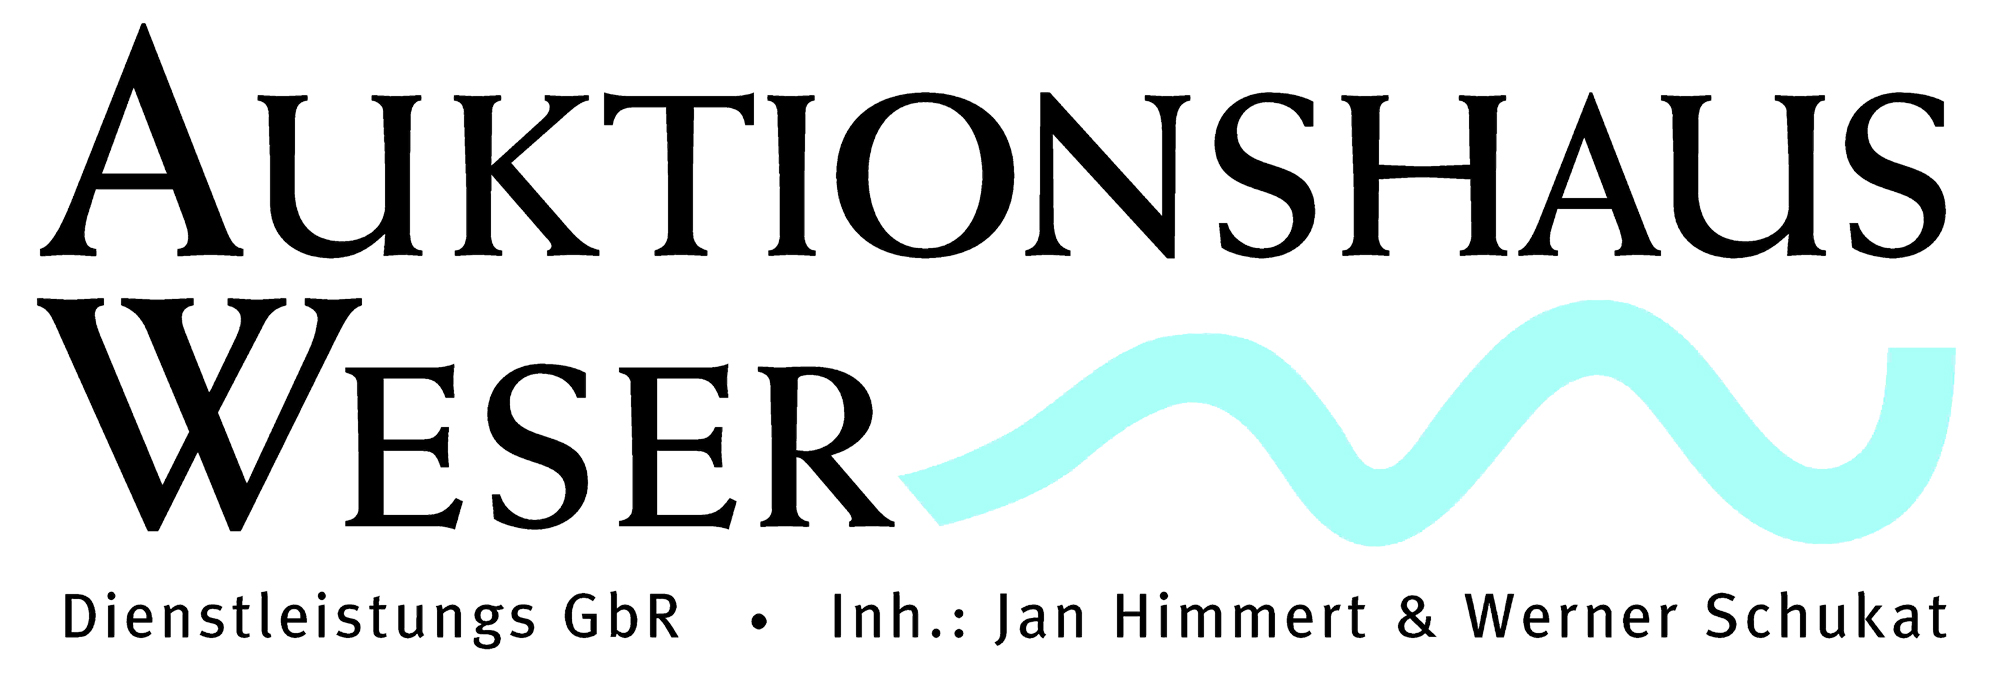 AUKTIONSHAUS
WESER
Dienstleistungs GbR • Inh.: Jan Himmert & Werner Schukat